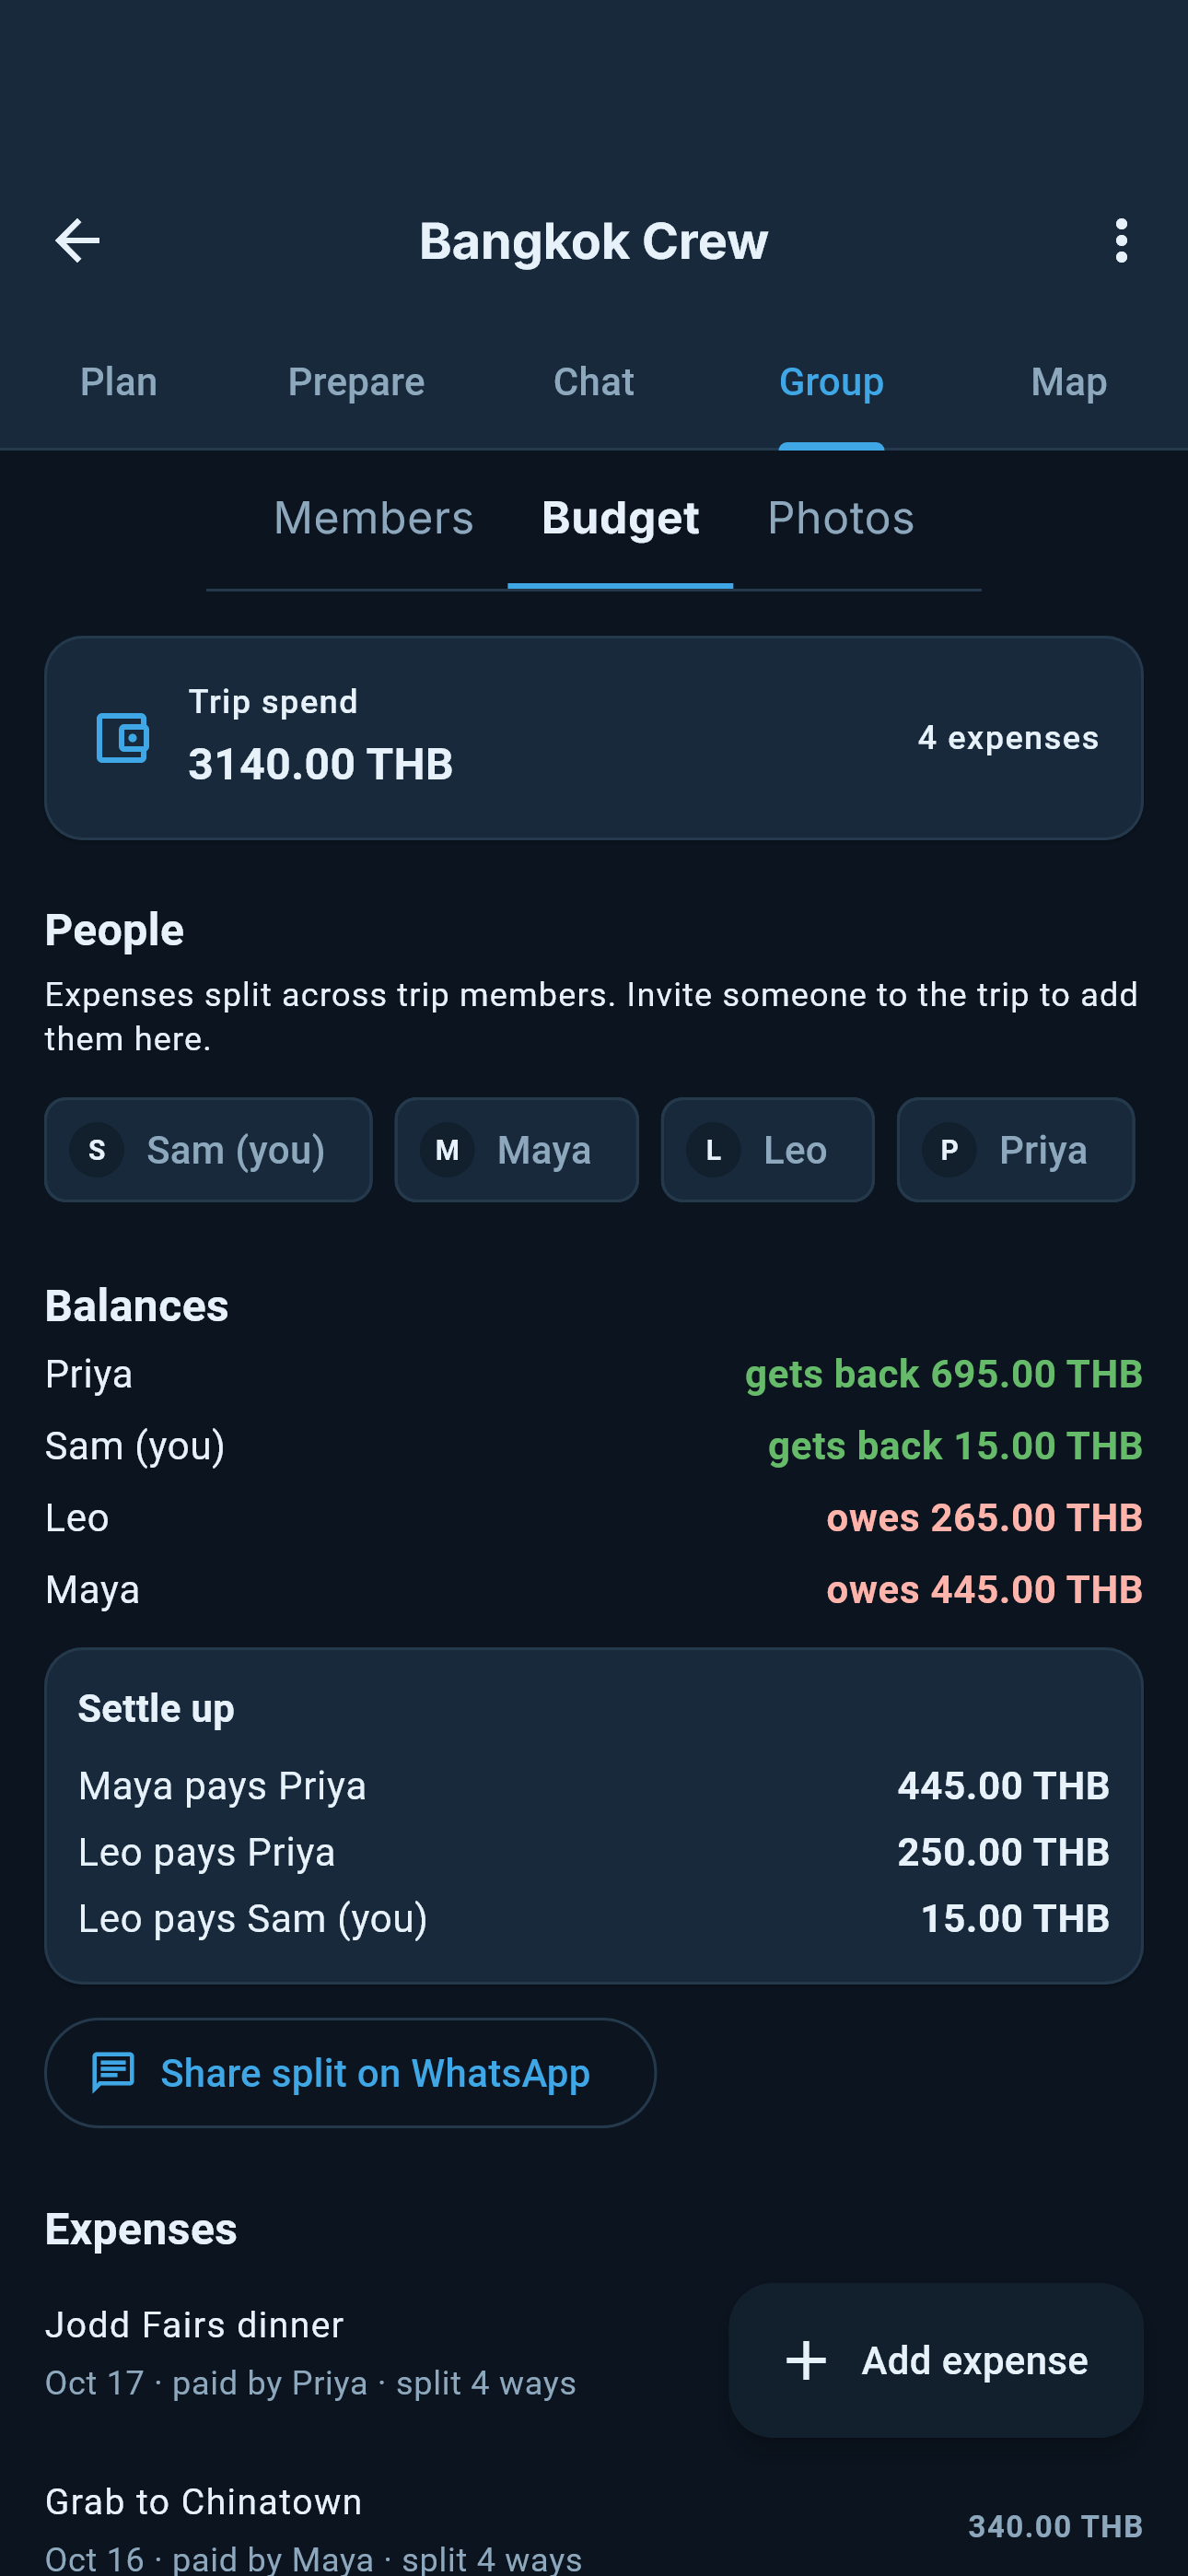 Bangkok Crew
Plan
Prepare
Chat
Group
Map
Members
Budget
Photos
Trip spend
3140.00 THB
4 expenses
People
Expenses split across trip members. Invite someone to the trip to add
them here.
S Sam (you)
M Maya
L Leo
P Priya
Balances
Priya gets back 695.00 THB
Sam (you) gets back 15.00 THB
Leo owes 265.00 THB
Maya owes 445.00 THB
Settle up
Maya pays Priya 445.00 THB
Leo pays Priya 250.00 THB
Leo pays Sam (you) 15.00 THB
Share split on WhatsApp
Expenses
Jodd Fairs dinner
Oct 17 · paid by Priya · split 4 ways
Add expense
Grab to Chinatown
340.00 THB
Oct 16 · paid by Maya · split 4 ways